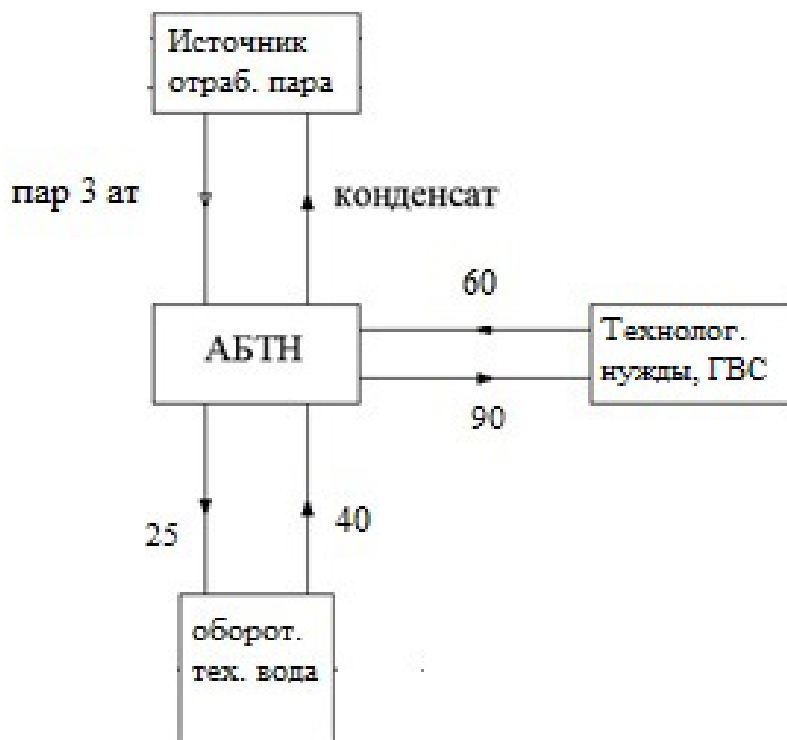 Источник
отраб. пара
пар 3 ат
конденсат
60
АБТН
Технолог.
нужды, ГВС
90
25
40
оборот.
тех. вода